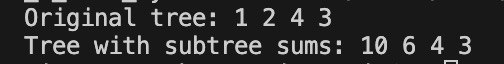 Original tree: 1 2 4 3
Tree with subtree sums: 10 6 4 3